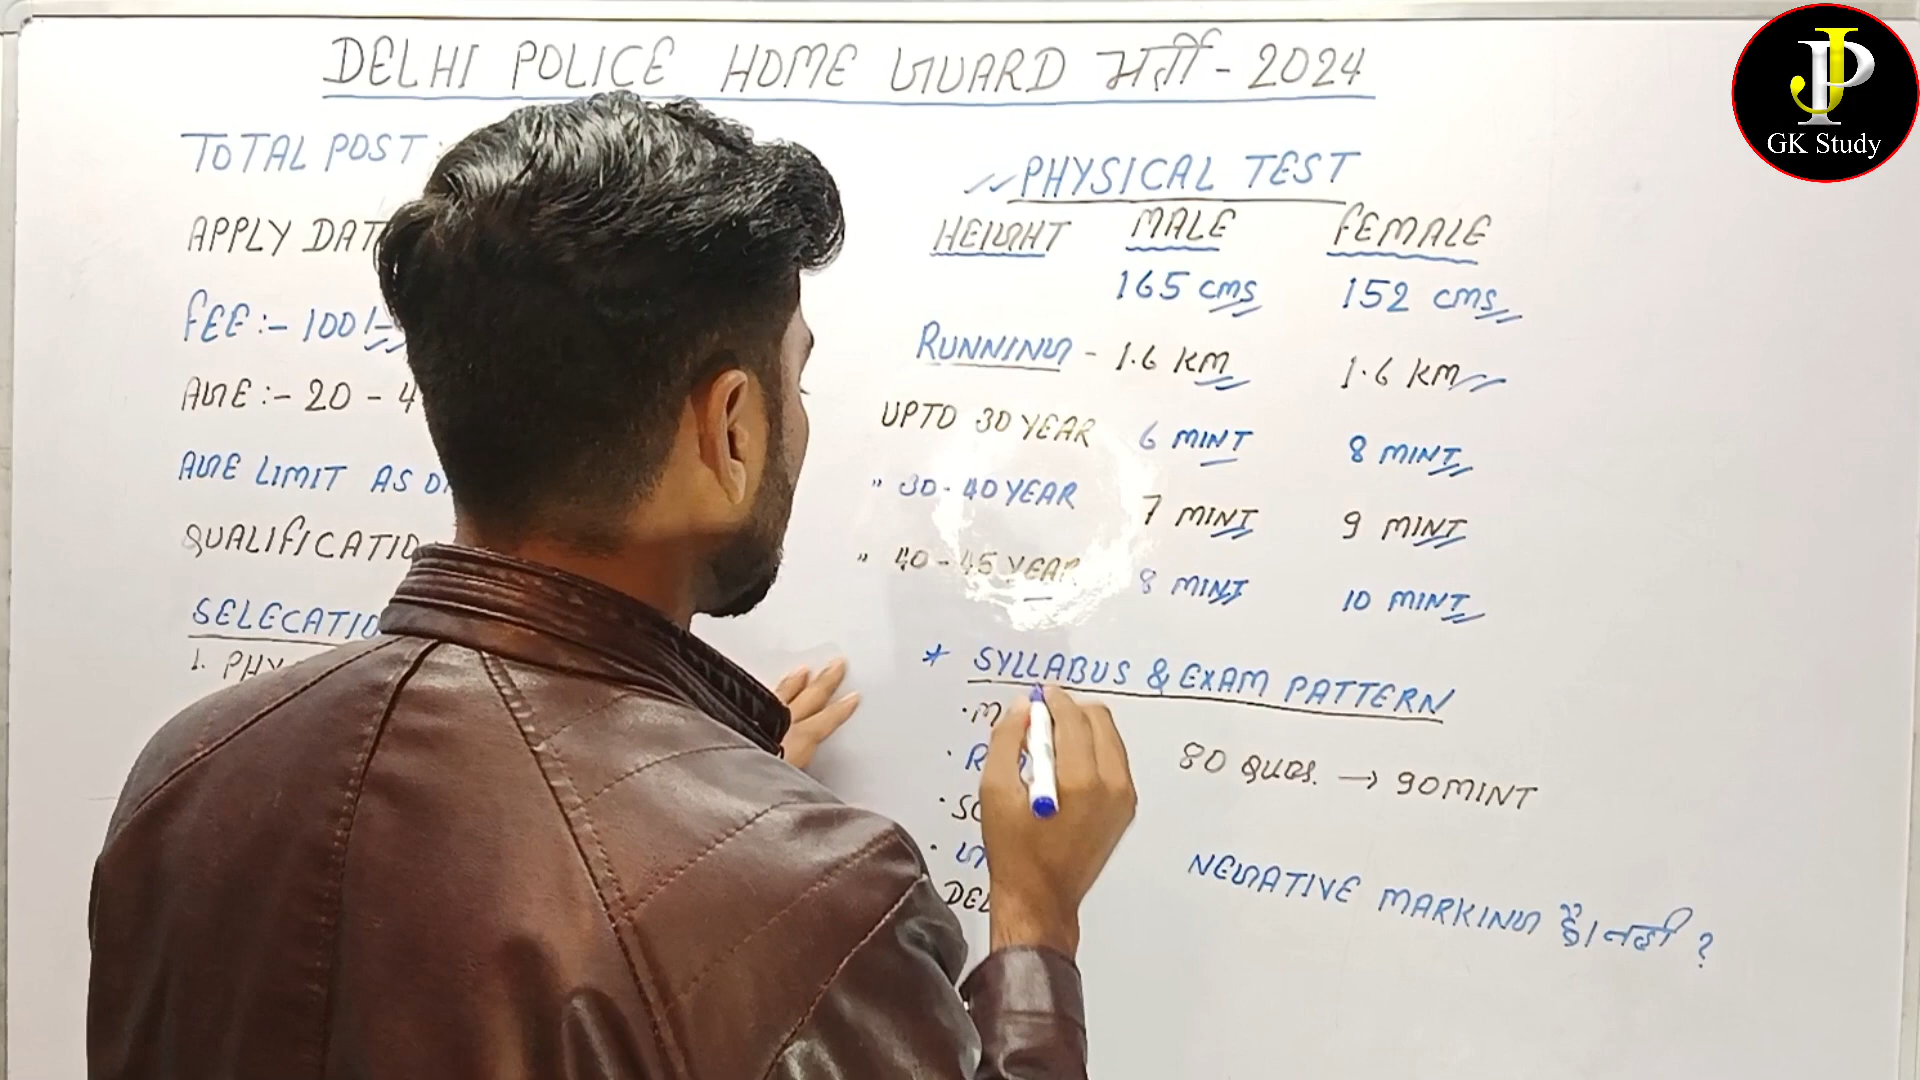 DELHI POLICE HOME GUARD भर्ती - 2024
TOTAL POST
APPLY DAT
FEE :- 100/-
AGE :- 20 - 4
AGE LIMIT AS
QUALIFICATIO
SELECATIO
1. PHY
PHYSICAL TEST
HEIGHT MALE FEMALE
165 cms 152 cms
RUNNING - 1.6 KM 1.6 KM
UPTO 30 YEAR 6 MINT 8 MINT
" 30 - 40 YEAR 7 MINT 9 MINT
" 40 - 45 YEAR 8 MINT 10 MINT
* SYLLABUS & EXAM PATTERN
80 QUES. → 90 MINT
DEL
NEGATIVE MARKING है। नही ?
JP
GK Study